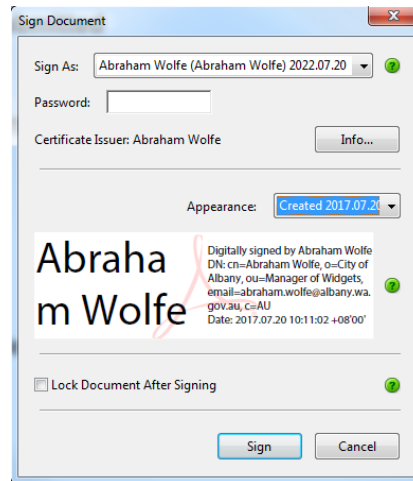 Sign Document
Sign As: Abraham Wolfe (Abraham Wolfe) 2022.07.20
Password:
Certificate Issuer: Abraham Wolfe Info...
Appearance: Created 2017.07.20
Abraha
m Wolfe
Digitally signed by Abraham Wolfe
DN: cn=Abraham Wolfe, o=City of
Albany, ou=Manager of Widgets,
email=abraham.wolfe@albany.wa.
gov.au, c=AU
Date: 2017.07.20 10:11:02 +08'00'
Lock Document After Signing
Sign Cancel